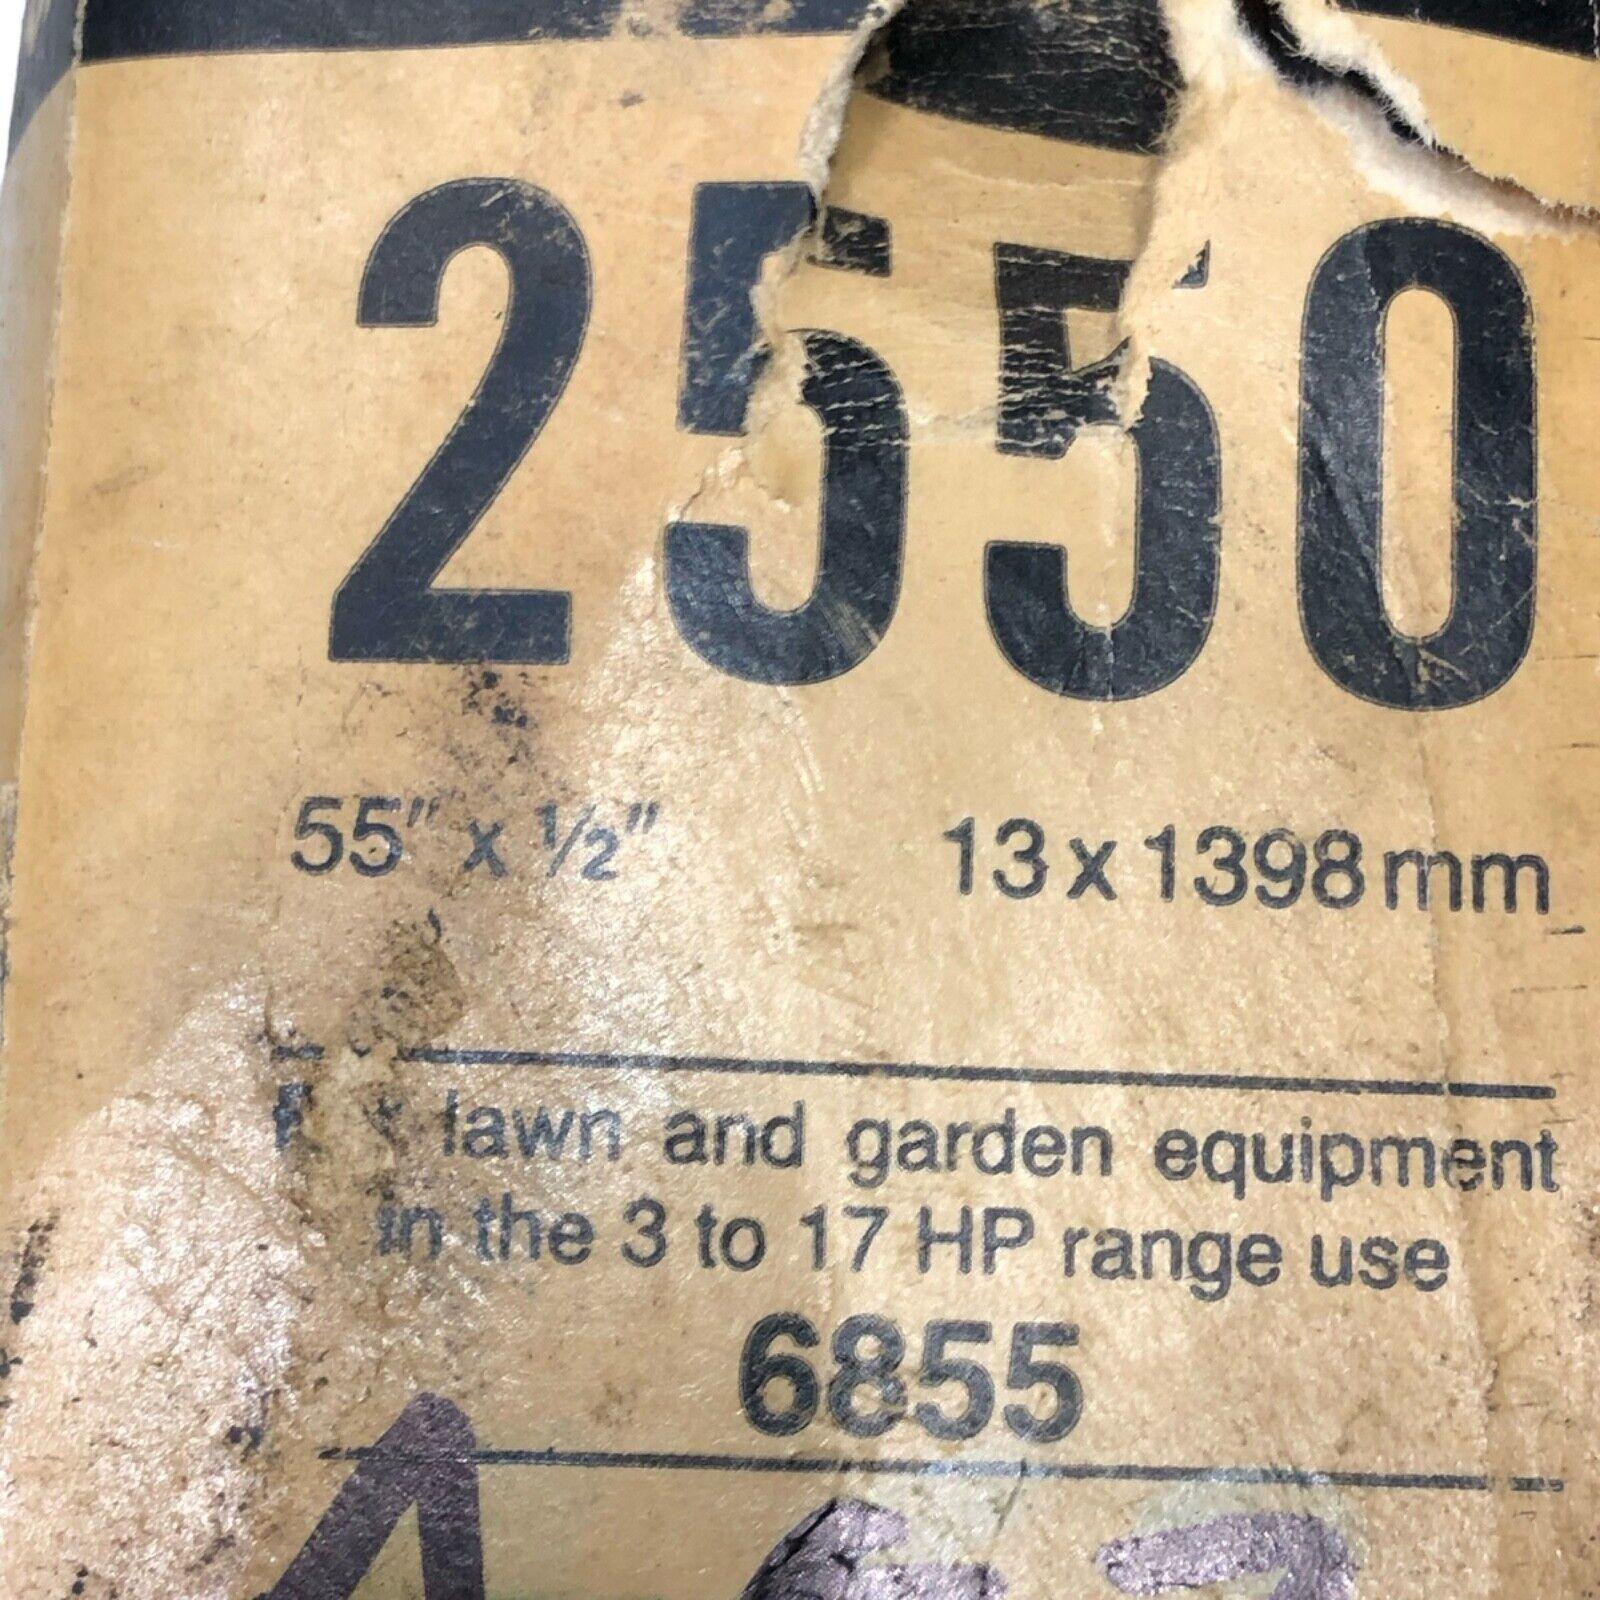 2550
55" x ½" 13 x 1398 mm
lawn and garden equipment
in the 3 to 17 HP range use
6855